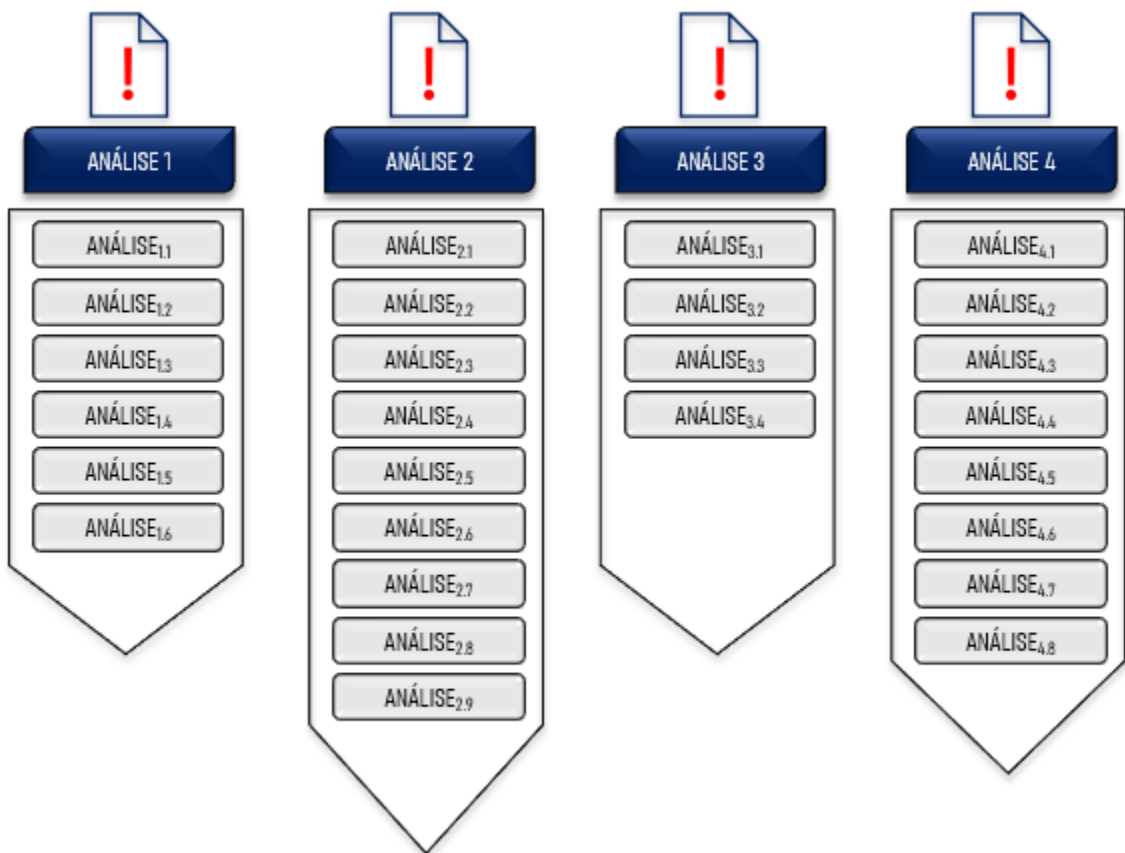 !
!
!
!
ANÁLISE 1
ANÁLISE1.1
ANÁLISE1.2
ANÁLISE1.3
ANÁLISE1.4
ANÁLISE1.5
ANÁLISE1.6
ANÁLISE 2
ANÁLISE2.1
ANÁLISE2.2
ANÁLISE2.3
ANÁLISE2.4
ANÁLISE2.5
ANÁLISE2.6
ANÁLISE2.7
ANÁLISE2.8
ANÁLISE2.9
ANÁLISE 3
ANÁLISE3.1
ANÁLISE3.2
ANÁLISE3.3
ANÁLISE3.4
ANÁLISE 4
ANÁLISE4.1
ANÁLISE4.2
ANÁLISE4.3
ANÁLISE4.4
ANÁLISE4.5
ANÁLISE4.6
ANÁLISE4.7
ANÁLISE4.8